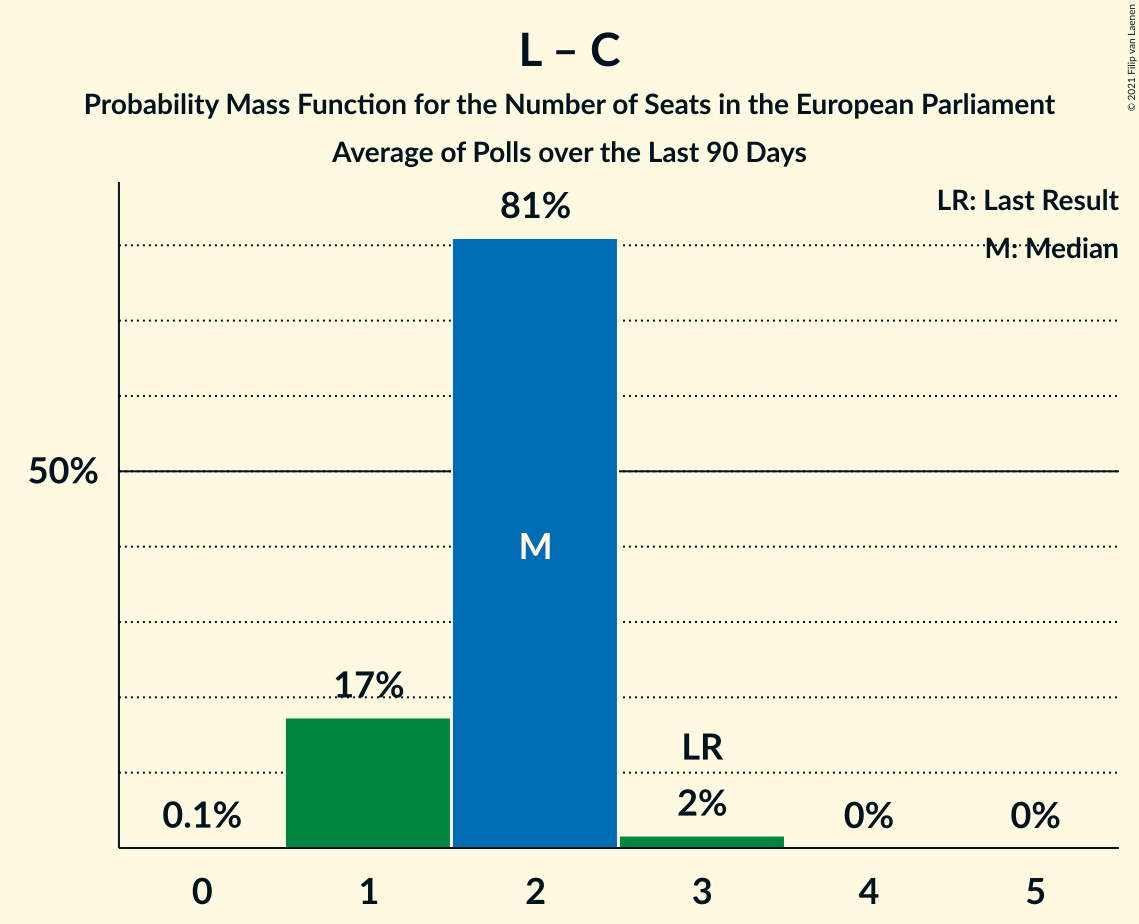 L – C
Probability Mass Function for the Number of Seats in the European Parliament
Average of Polls over the Last 90 Days
© 2021 Filip van Laenen
LR: Last Result
M: Median
81%
50%
M
17%
LR
0.1%
2%
0%
0%
0
1
2
3
4
5